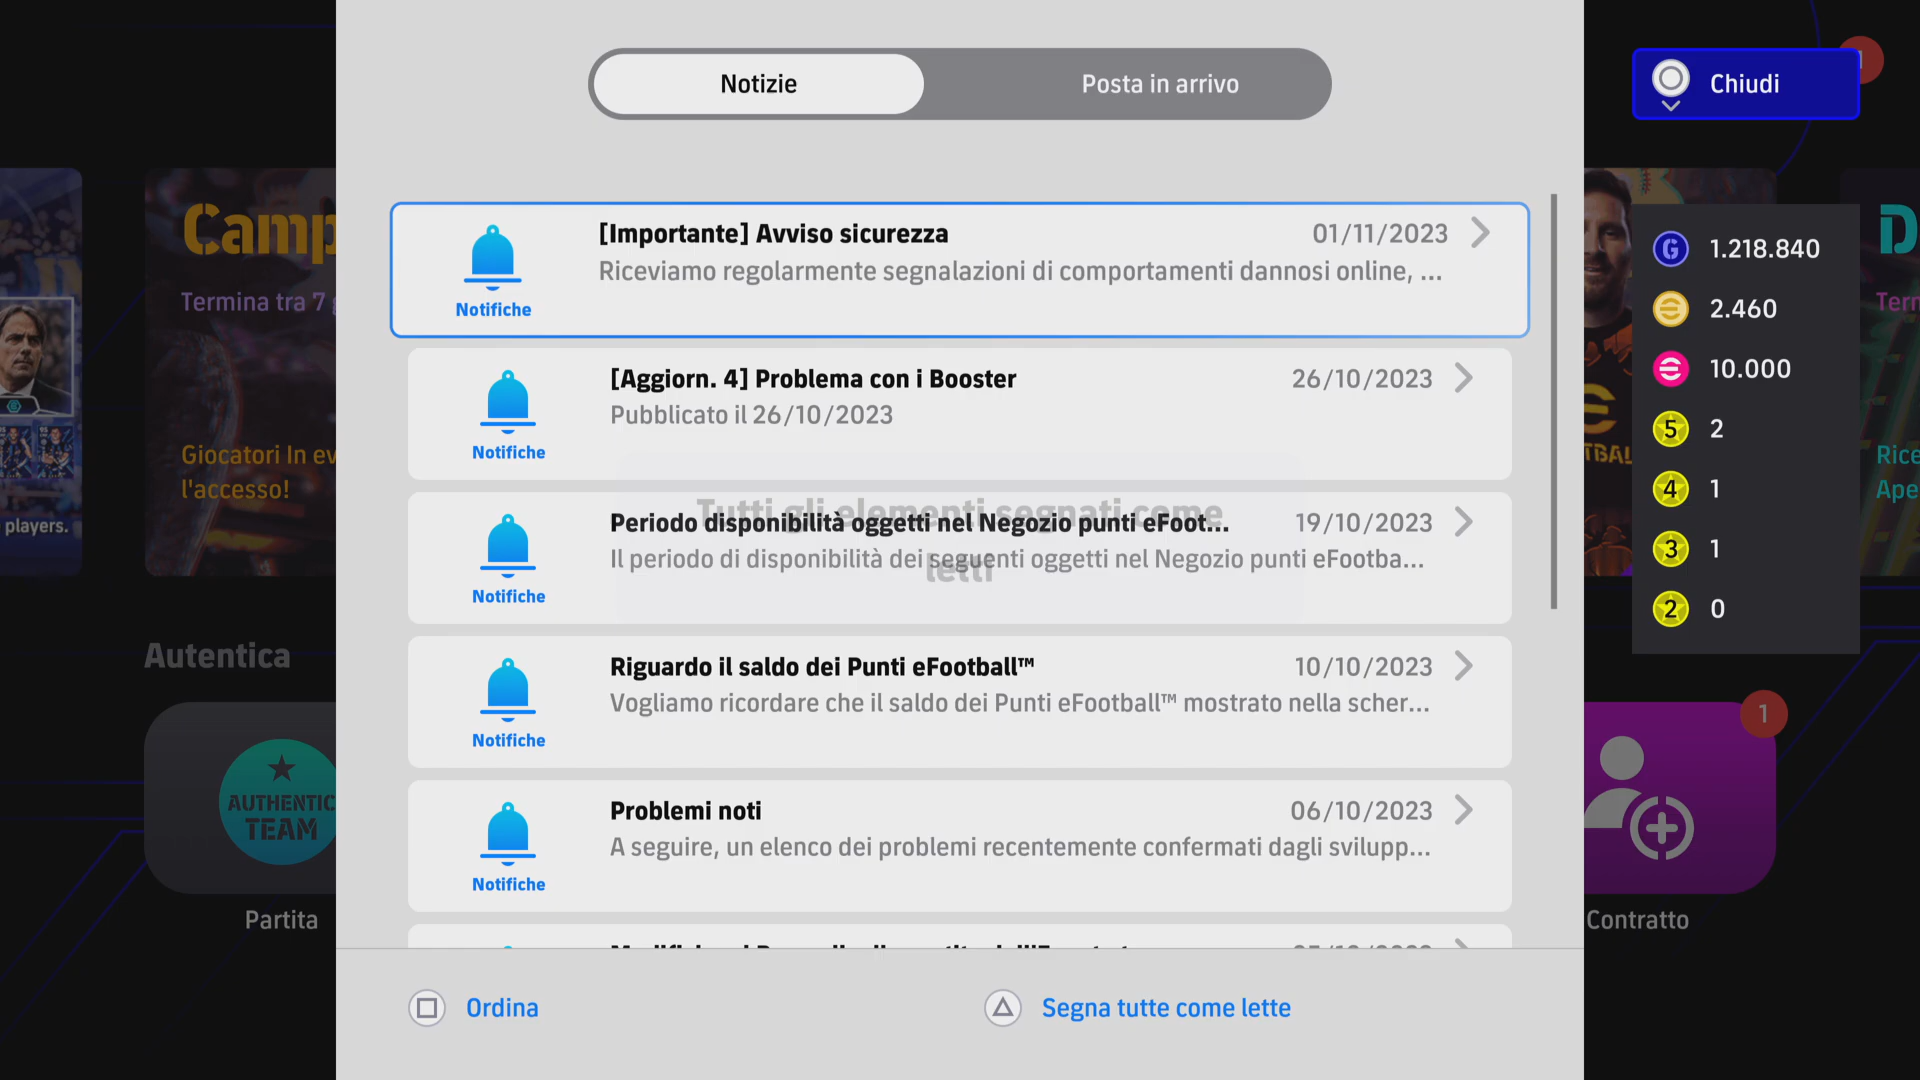 Notizie
Posta in arrivo
Chiudi
[Importante] Avviso sicurezza
01/11/2023
Riceviamo regolarmente segnalazioni di comportamenti dannosi online, ...
Notifiche
[Aggiorn. 4] Problema con i Booster
26/10/2023
Pubblicato il 26/10/2023
Notifiche
Tutti gli elementi segnati come
letti
Periodo disponibilità oggetti nel Negozio punti eFoot...
19/10/2023
Il periodo di disponibilità dei seguenti oggetti nel Negozio punti eFootba...
Notifiche
Riguardo il saldo dei Punti eFootball™
10/10/2023
Vogliamo ricordare che il saldo dei Punti eFootball™ mostrato nella scher...
Notifiche
Problemi noti
06/10/2023
A seguire, un elenco dei problemi recentemente confermati dagli svilupp...
Notifiche
Ordina
Segna tutte come lette
G 1.218.840
2.460
10.000
5 2
4 1
3 1
2 0
Camp
Termina tra 7 g
Giocatori In ev
l'accesso!
players.
Autentica
AUTHENTIC
TEAM
Partita
1
Contratto
D
Term
Rice
Ape
TBAL